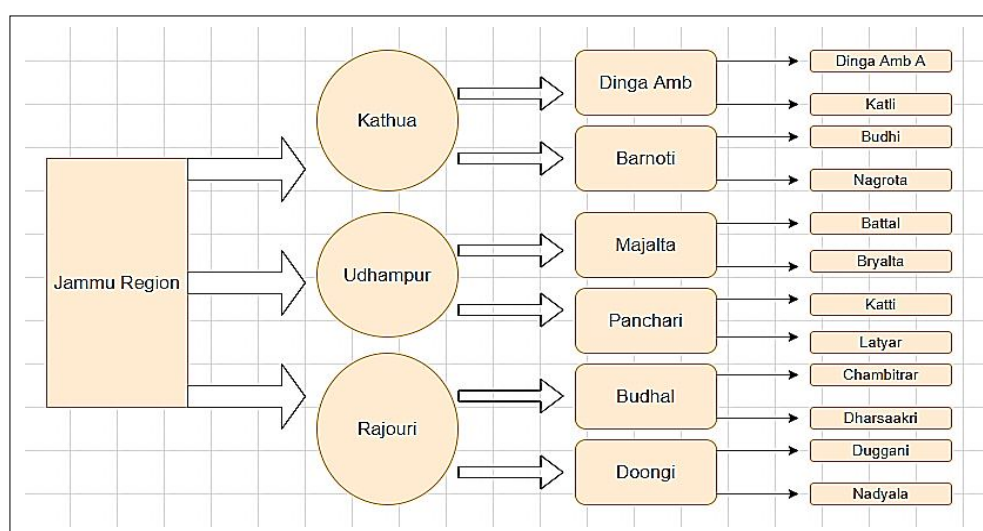 Jammu Region
Kathua
Udhampur
Rajouri
Dinga Amb
Barnoti
Majalta
Panchari
Budhal
Doongi
Dinga Amb A
Katli
Budhi
Nagrota
Battal
Bryalta
Katti
Latyar
Chambitrar
Dharsaakri
Duggani
Nadyala